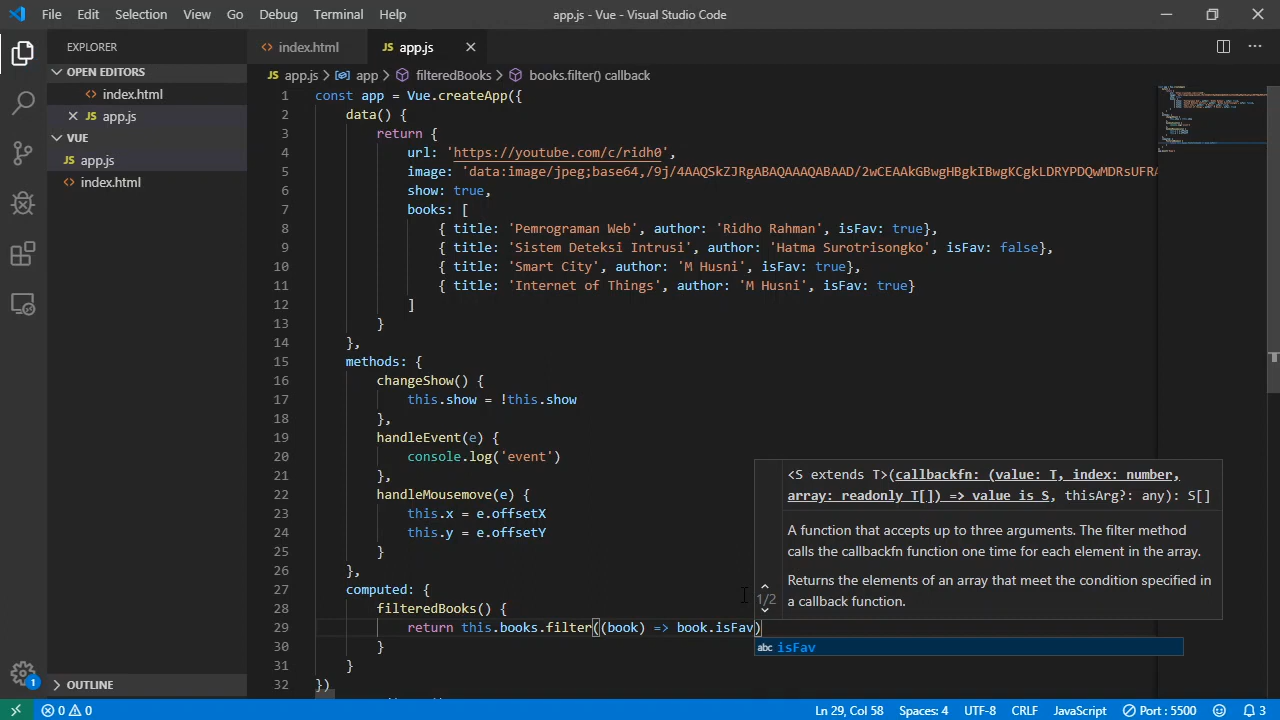 File Edit Selection View Go Debug Terminal Help app.js - Vue - Visual Studio Code
EXPLORER
OPEN EDITORS
index.html
JS app.js
VUE
JS app.js
index.html
OUTLINE
index.html JS app.js
JS app.js > app > filteredBooks > books.filter() callback
1 const app = Vue.createApp({
2 data() {
3 return {
4 url: 'https://youtube.com/c/ridh0',
5 image: 'data:image/jpeg;base64,/9j/4AAQSkZJRgABAQAAAQABAAD/2wCEAAkGBwgHBgkIBwgKCgkLDRYPDQwMDRsUFRA
6 show: true,
7 books: [
8 { title: 'Pemrograman Web', author: 'Ridho Rahman', isFav: true},
9 { title: 'Sistem Deteksi Intrusi', author: 'Hatma Surotrisongko', isFav: false},
10 { title: 'Smart City', author: 'M Husni', isFav: true},
11 { title: 'Internet of Things', author: 'M Husni', isFav: true}
12 ]
13 }
14 },
15 methods: {
16 changeShow() {
17 this.show = !this.show
18 },
19 handleEvent(e) {
20 console.log('event')
21 },
22 handleMousemove(e) {
23 this.x = e.offsetX
24 this.y = e.offsetY
25 }
26 },
27 computed: {
28 filteredBooks() {
29 return this.books.filter((book) => book.isFav)
30 }
31 }
32 })
<S extends T>(callbackfn: (value: T, index: number,
array: readonly T[]) => value is S, thisArg?: any): S[]
A function that accepts up to three arguments. The filter method
calls the callbackfn function one time for each element in the array.
Returns the elements of an array that meet the condition specified in
a callback function.
1/2
abc isFav
1
0 0 Ln 29, Col 58 Spaces: 4 UTF-8 CRLF JavaScript Port : 5500 3